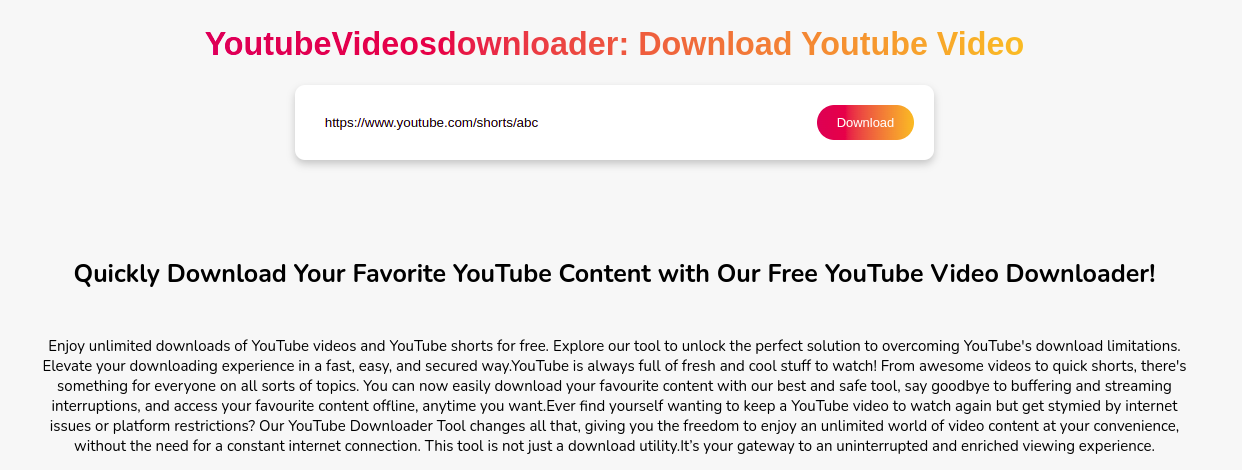 YoutubeVideosdownloader: Download Youtube Video
https://www.youtube.com/shorts/abc
Download
Quickly Download Your Favorite YouTube Content with Our Free YouTube Video Downloader!
Enjoy unlimited downloads of YouTube videos and YouTube shorts for free. Explore our tool to unlock the perfect solution to overcoming YouTube's download limitations.
Elevate your downloading experience in a fast, easy, and secured way.YouTube is always full of fresh and cool stuff to watch! From awesome videos to quick shorts, there's
something for everyone on all sorts of topics. You can now easily download your favourite content with our best and safe tool, say goodbye to buffering and streaming
interruptions, and access your favourite content offline, anytime you want.Ever find yourself wanting to keep a YouTube video to watch again but get stymied by internet
issues or platform restrictions? Our YouTube Downloader Tool changes all that, giving you the freedom to enjoy an unlimited world of video content at your convenience,
without the need for a constant internet connection. This tool is not just a download utility.It’s your gateway to an uninterrupted and enriched viewing experience.